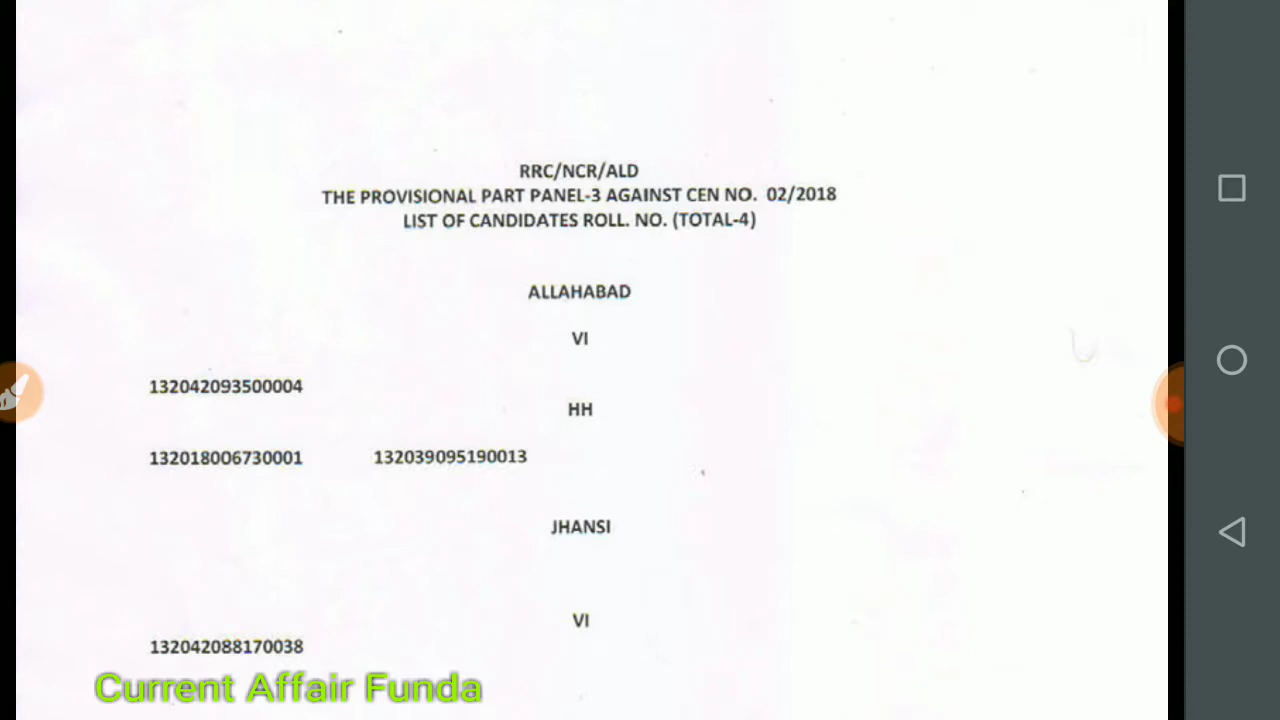 RRC/NCR/ALD
THE PROVISIONAL PART PANEL-3 AGAINST CEN NO. 02/2018
LIST OF CANDIDATES ROLL. NO. (TOTAL-4)
ALLAHABAD
VI
132042093500004
HH
132018006730001 132039095190013
JHANSI
VI
132042088170038
Current Affair Funda